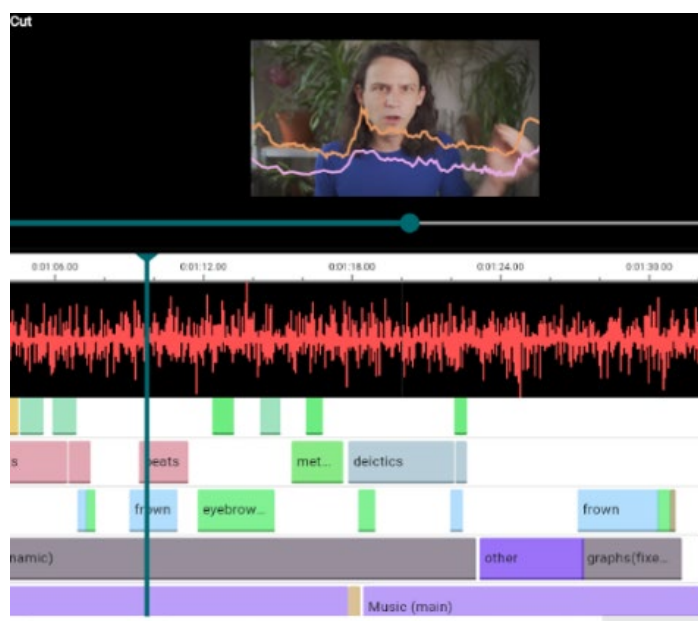 Cut
0:01:06.00 0:01:12.00 0:01:18.00 0:01:24.00 0:01:30.00
s beats met... deictics
frown eyebrow... frown
namic) other graphs(fixe...
Music (main)